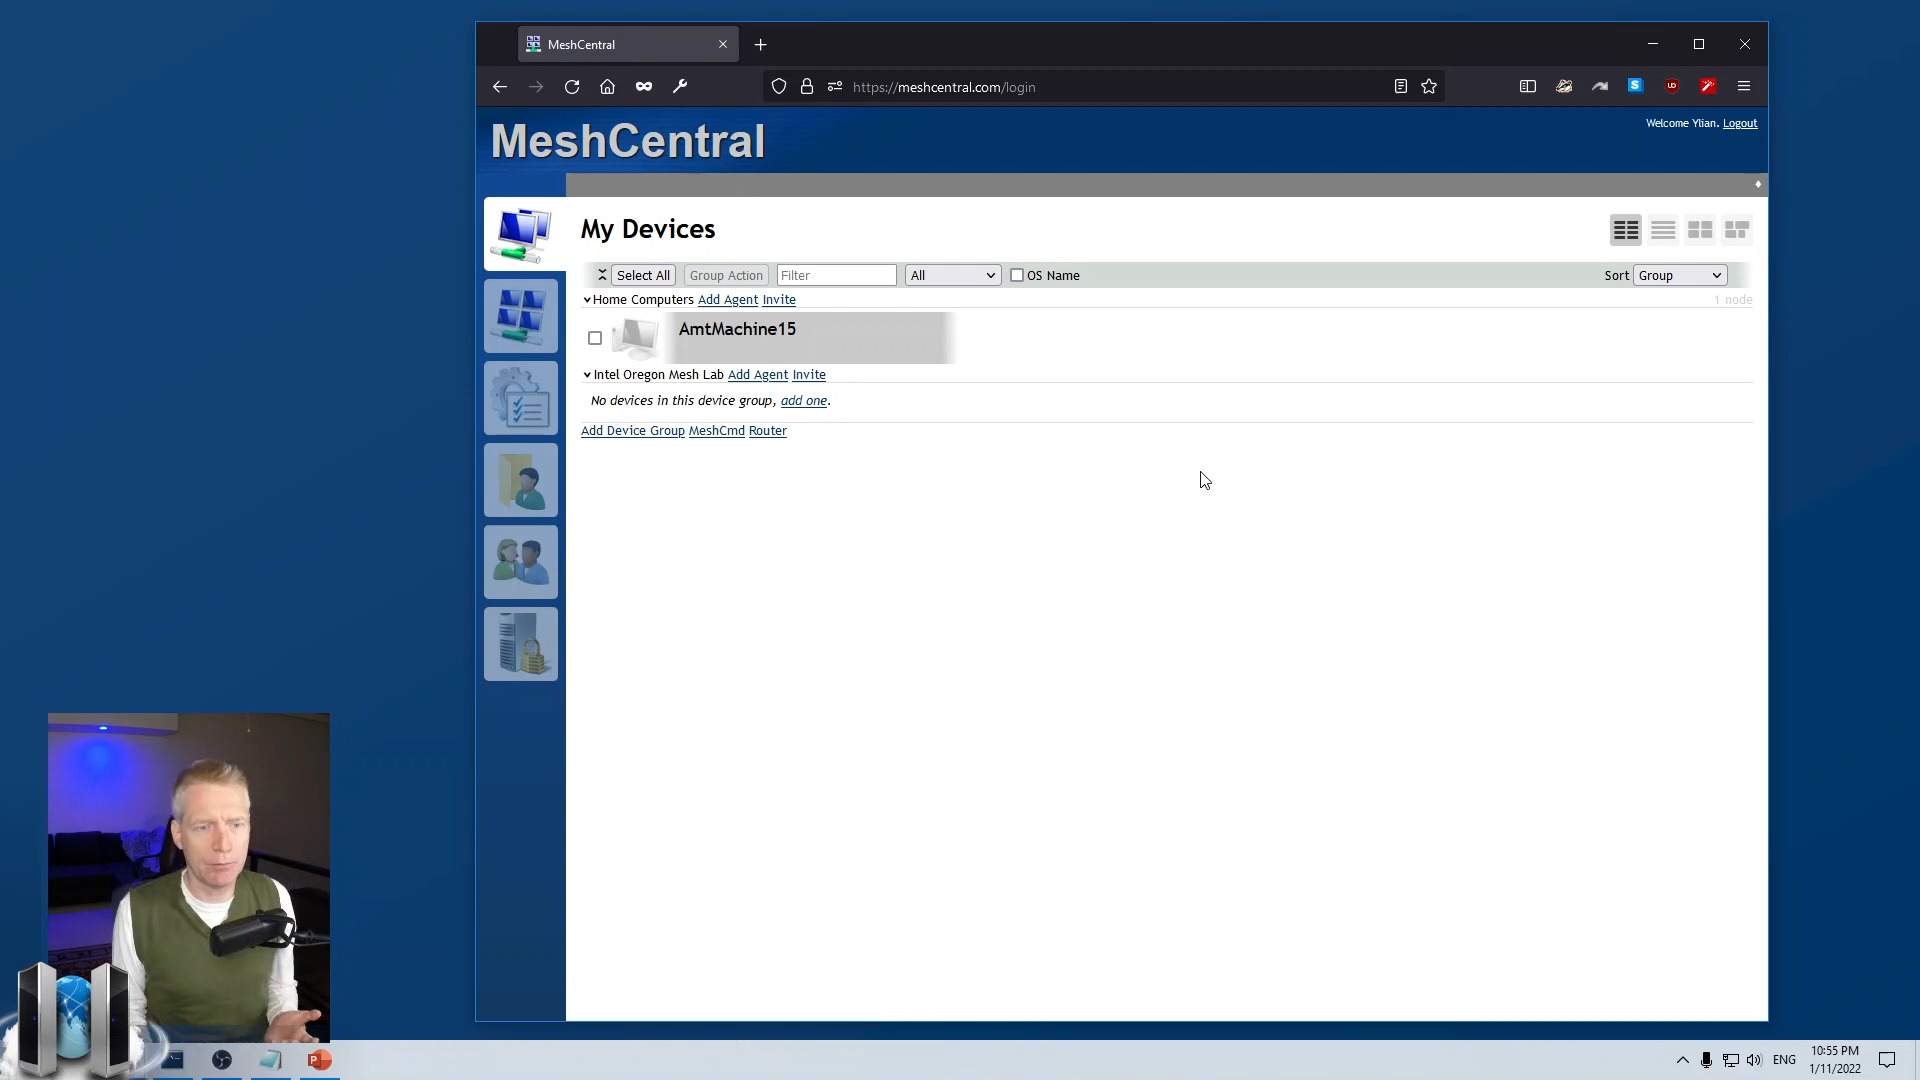 MeshCentral
https://meshcentral.com/login
MeshCentral
Welcome Ylian. Logout
My Devices
Select All Group Action Filter All OS Name Sort Group
Home Computers Add Agent Invite 1 node
AmtMachine15
Intel Oregon Mesh Lab Add Agent Invite
No devices in this device group, add one.
Add Device Group MeshCmd Router
ENG
10:55 PM
1/11/2022